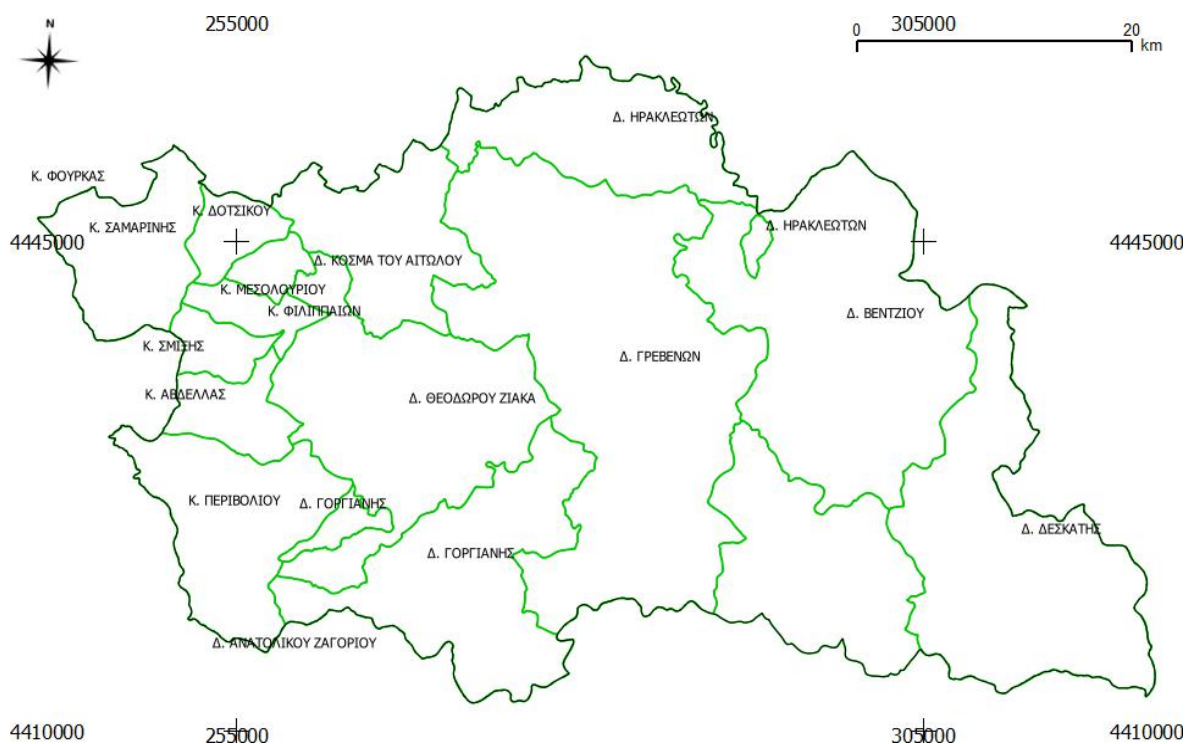 N
255000
305000
0
20
km
Δ. ΗΡΑΚΛΕΩΤΩΝ
Κ. ΦΟΥΡΚΑΣ
Κ. ΔΟΤΣΙΚΟΥ
Κ. ΣΑΜΑΡΙΝΗΣ
Δ. ΗΡΑΚΛΕΩΤΩΝ
4445000
4445000
Δ. ΚΟΣΜΑ ΤΟΥ ΑΙΤΩΛΟΥ
Κ. ΜΕΣΟΛΟΥΡΙΟΥ
Κ. ΦΙΛΙΠΠΑΙΩΝ
Δ. ΒΕΝΤΖΙΟΥ
Κ. ΣΜΙΞΗΣ
Δ. ΓΡΕΒΕΝΩΝ
Κ. ΑΒΔΕΛΛΑΣ
Δ. ΘΕΟΔΩΡΟΥ ΖΙΑΚΑ
Κ. ΠΕΡΙΒΟΛΙΟΥ
Δ. ΓΟΡΓΙΑΝΗΣ
Δ. ΔΕΣΚΑΤΗΣ
Δ. ΓΟΡΓΙΑΝΗΣ
Δ. ΑΝΑΤΟΛΙΚΟΥ ΖΑΓΟΡΙΟΥ
4410000
255000
305000
4410000